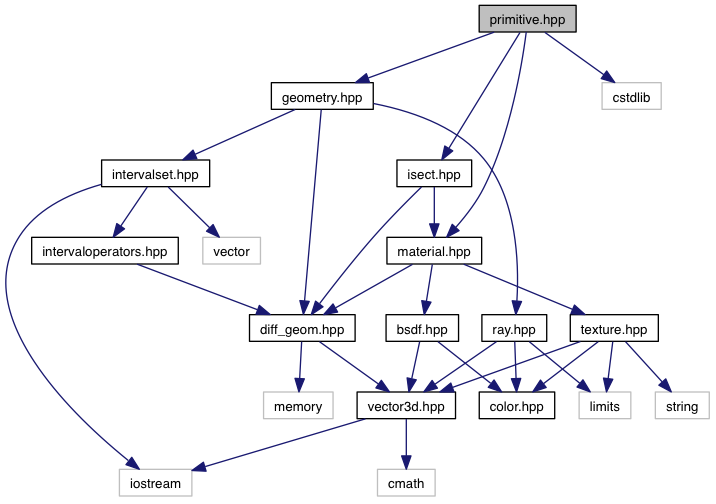 primitive.hpp
geometry.hpp
cstdlib
intervalset.hpp
isect.hpp
intervaloperators.hpp
vector
material.hpp
diff_geom.hpp
bsdf.hpp
ray.hpp
texture.hpp
memory
vector3d.hpp
color.hpp
limits
string
iostream
cmath